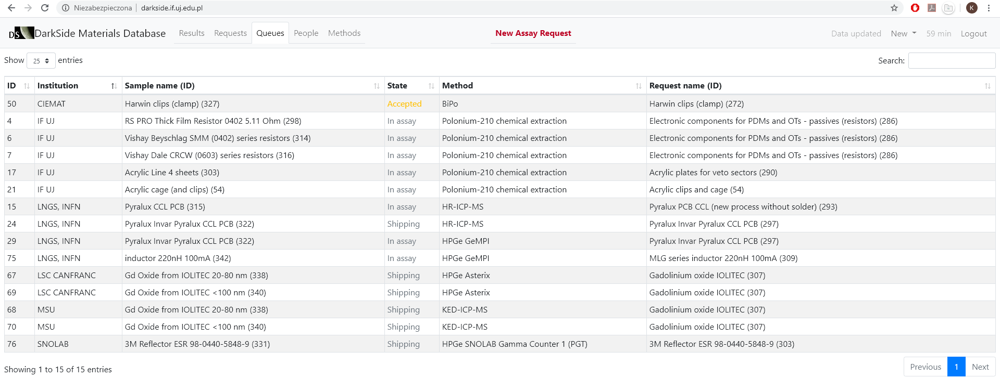 Niezabezpieczona darkside.if.uj.edu.pl K
DS DarkSide Materials Database Results Requests Queues People Methods New Assay Request Data updated New 59 min Logout
Show 25 entries Search:
ID Institution Sample name (ID) State Method Request name (ID)
50 CIEMAT Harwin clips (clamp) (327) Accepted BiPo Harwin clips (clamp) (272)
4 IF UJ RS PRO Thick Film Resistor 0402 5.11 Ohm (298) In assay Polonium-210 chemical extraction Electronic components for PDMs and OTs - passives (resistors) (286)
6 IF UJ Vishay Beyschlag SMM (0402) series resistors (314) In assay Polonium-210 chemical extraction Electronic components for PDMs and OTs - passives (resistors) (286)
7 IF UJ Vishay Dale CRCW (0603) series resistors (316) In assay Polonium-210 chemical extraction Electronic components for PDMs and OTs - passives (resistors) (286)
17 IF UJ Acrylic Line 4 sheets (303) In assay Polonium-210 chemical extraction Acrylic plates for veto sectors (290)
21 IF UJ Acrylic cage (and clips) (54) In assay Polonium-210 chemical extraction Acrylic clips and cage (54)
15 LNGS, INFN Pyralux CCL PCB (315) In assay HR-ICP-MS Pyralux PCB CCL (new process without solder) (293)
24 LNGS, INFN Pyralux Invar Pyralux CCL PCB (322) Shipping HR-ICP-MS Pyralux Invar Pyralux CCL PCB (297)
29 LNGS, INFN Pyralux Invar Pyralux CCL PCB (322) In assay HPGe GeMPI Pyralux Invar Pyralux CCL PCB (297)
75 LNGS, INFN inductor 220nH 100mA (342) In assay HPGe GeMPI MLG series inductor 220nH 100mA (309)
67 LSC CANFRANC Gd Oxide from IOLITEC 20-80 nm (338) Shipping HPGe Asterix Gadolinium oxide IOLITEC (307)
69 LSC CANFRANC Gd Oxide from IOLITEC <100 nm (340) Shipping HPGe Asterix Gadolinium oxide IOLITEC (307)
68 MSU Gd Oxide from IOLITEC 20-80 nm (338) Shipping KED-ICP-MS Gadolinium oxide IOLITEC (307)
70 MSU Gd Oxide from IOLITEC <100 nm (340) Shipping KED-ICP-MS Gadolinium oxide IOLITEC (307)
76 SNOLAB 3M Reflector ESR 98-0440-5848-9 (331) Shipping HPGe SNOLAB Gamma Counter 1 (PGT) 3M Reflector ESR 98-0440-5848-9 (303)
Showing 1 to 15 of 15 entries Previous 1 Next